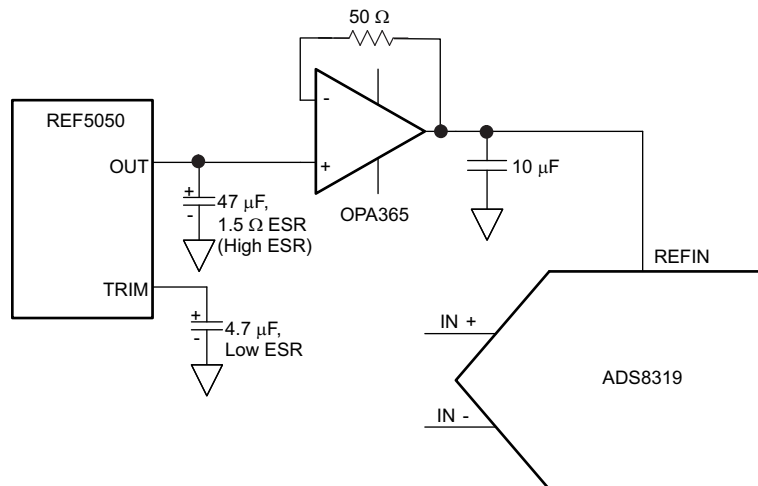 50 Ω
REF5050
-
OUT
+
+
-
47 μF,
1.5 Ω ESR
(High ESR)
OPA365
10 μF
REFIN
TRIM
+
-
4.7 μF,
Low ESR
IN +
ADS8319
IN -